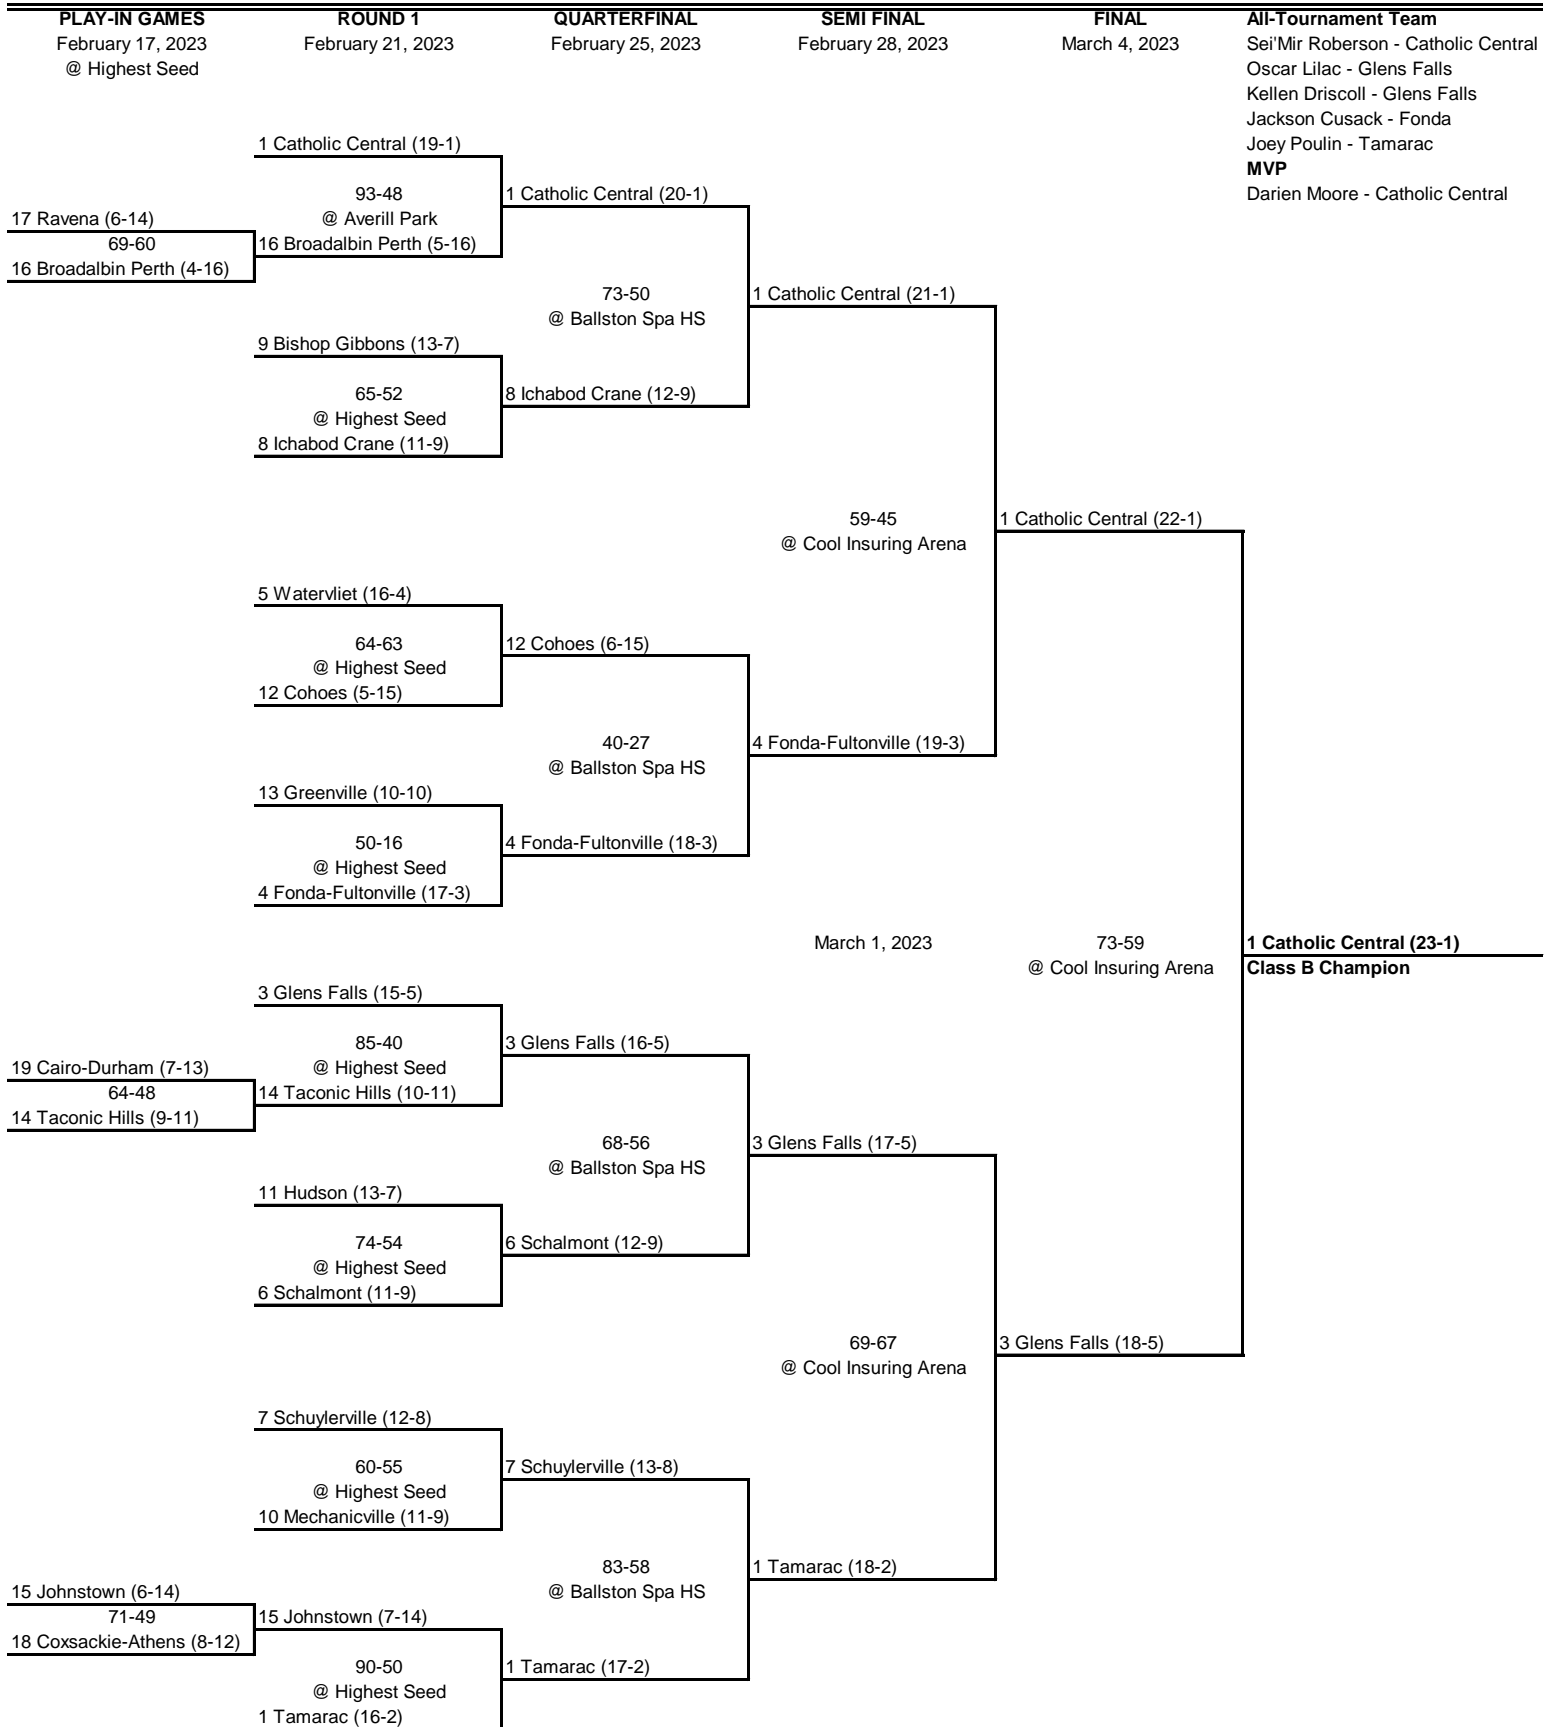 PLAY-IN GAMES ROUND 1 QUARTERFINAL SEMI FINAL FINAL All-Tournament Team
February 17, 2023 February 21, 2023 February 25, 2023 February 28, 2023 March 4, 2023 Sei'Mir Roberson - Catholic Central
@ Highest Seed Oscar Lilac - Glens Falls
Kellen Driscoll - Glens Falls
Jackson Cusack - Fonda
1 Catholic Central (19-1) Joey Poulin - Tamarac
MVP
93-48 1 Catholic Central (20-1) Darien Moore - Catholic Central
17 Ravena (6-14) @ Averill Park
69-60 16 Broadalbin Perth (5-16)
16 Broadalbin Perth (4-16)
73-50 1 Catholic Central (21-1)
@ Ballston Spa HS
9 Bishop Gibbons (13-7)
65-52 8 Ichabod Crane (12-9)
@ Highest Seed
8 Ichabod Crane (11-9)
59-45 1 Catholic Central (22-1)
@ Cool Insuring Arena
5 Watervliet (16-4)
64-63 12 Cohoes (6-15)
@ Highest Seed
12 Cohoes (5-15)
40-27 4 Fonda-Fultonville (19-3)
@ Ballston Spa HS
13 Greenville (10-10)
50-16 4 Fonda-Fultonville (18-3)
@ Highest Seed
4 Fonda-Fultonville (17-3)
March 1, 2023 73-59 1 Catholic Central (23-1)
@ Cool Insuring Arena Class B Champion
3 Glens Falls (15-5)
85-40 3 Glens Falls (16-5)
19 Cairo-Durham (7-13) @ Highest Seed
64-48 14 Taconic Hills (10-11)
14 Taconic Hills (9-11)
68-56 3 Glens Falls (17-5)
@ Ballston Spa HS
11 Hudson (13-7)
74-54 6 Schalmont (12-9)
@ Highest Seed
6 Schalmont (11-9)
69-67 3 Glens Falls (18-5)
@ Cool Insuring Arena
7 Schuylerville (12-8)
60-55 7 Schuylerville (13-8)
@ Highest Seed
10 Mechanicville (11-9)
83-58 1 Tamarac (18-2)
15 Johnstown (6-14) @ Ballston Spa HS
71-49 15 Johnstown (7-14)
18 Coxsackie-Athens (8-12)
90-50 1 Tamarac (17-2)
@ Highest Seed
1 Tamarac (16-2)